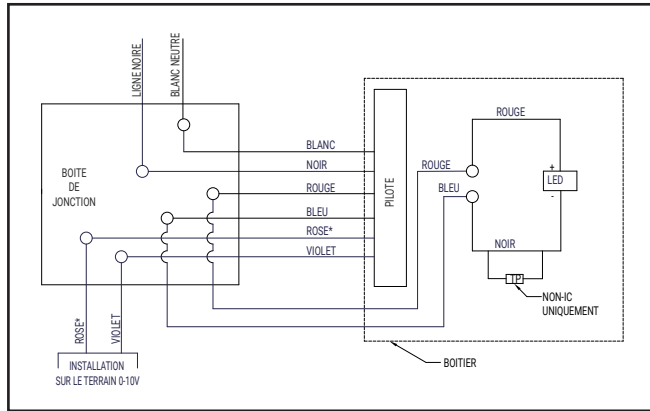 LIGNE NOIRE
BLANC NEUTRE
BOITE
DE
JONCTION
BLANC
NOIR
ROUGE
BLEU
ROSE*
VIOLET
PILOTE
ROUGE
BLEU
ROUGE
+
LED
-
NOIR
TP
NON-IC
UNIQUEMENT
BOITIER
ROSE*
VIOLET
INSTALLATION
SUR LE TERRAIN 0-10V